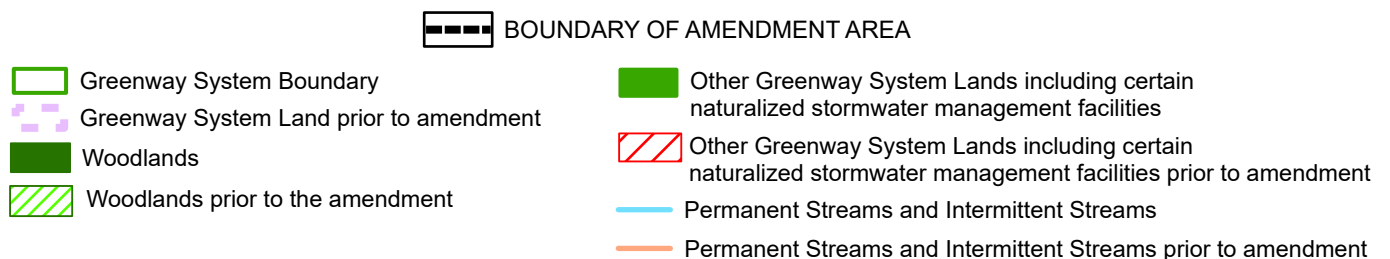 BOUNDARY OF AMENDMENT AREA
Greenway System Boundary
Greenway System Land prior to amendment
Woodlands
Woodlands prior to the amendment
Other Greenway System Lands including certain
naturalized stormwater management facilities
Other Greenway System Lands including certain
naturalized stormwater management facilities prior to amendment
Permanent Streams and Intermittent Streams
Permanent Streams and Intermittent Streams prior to amendment